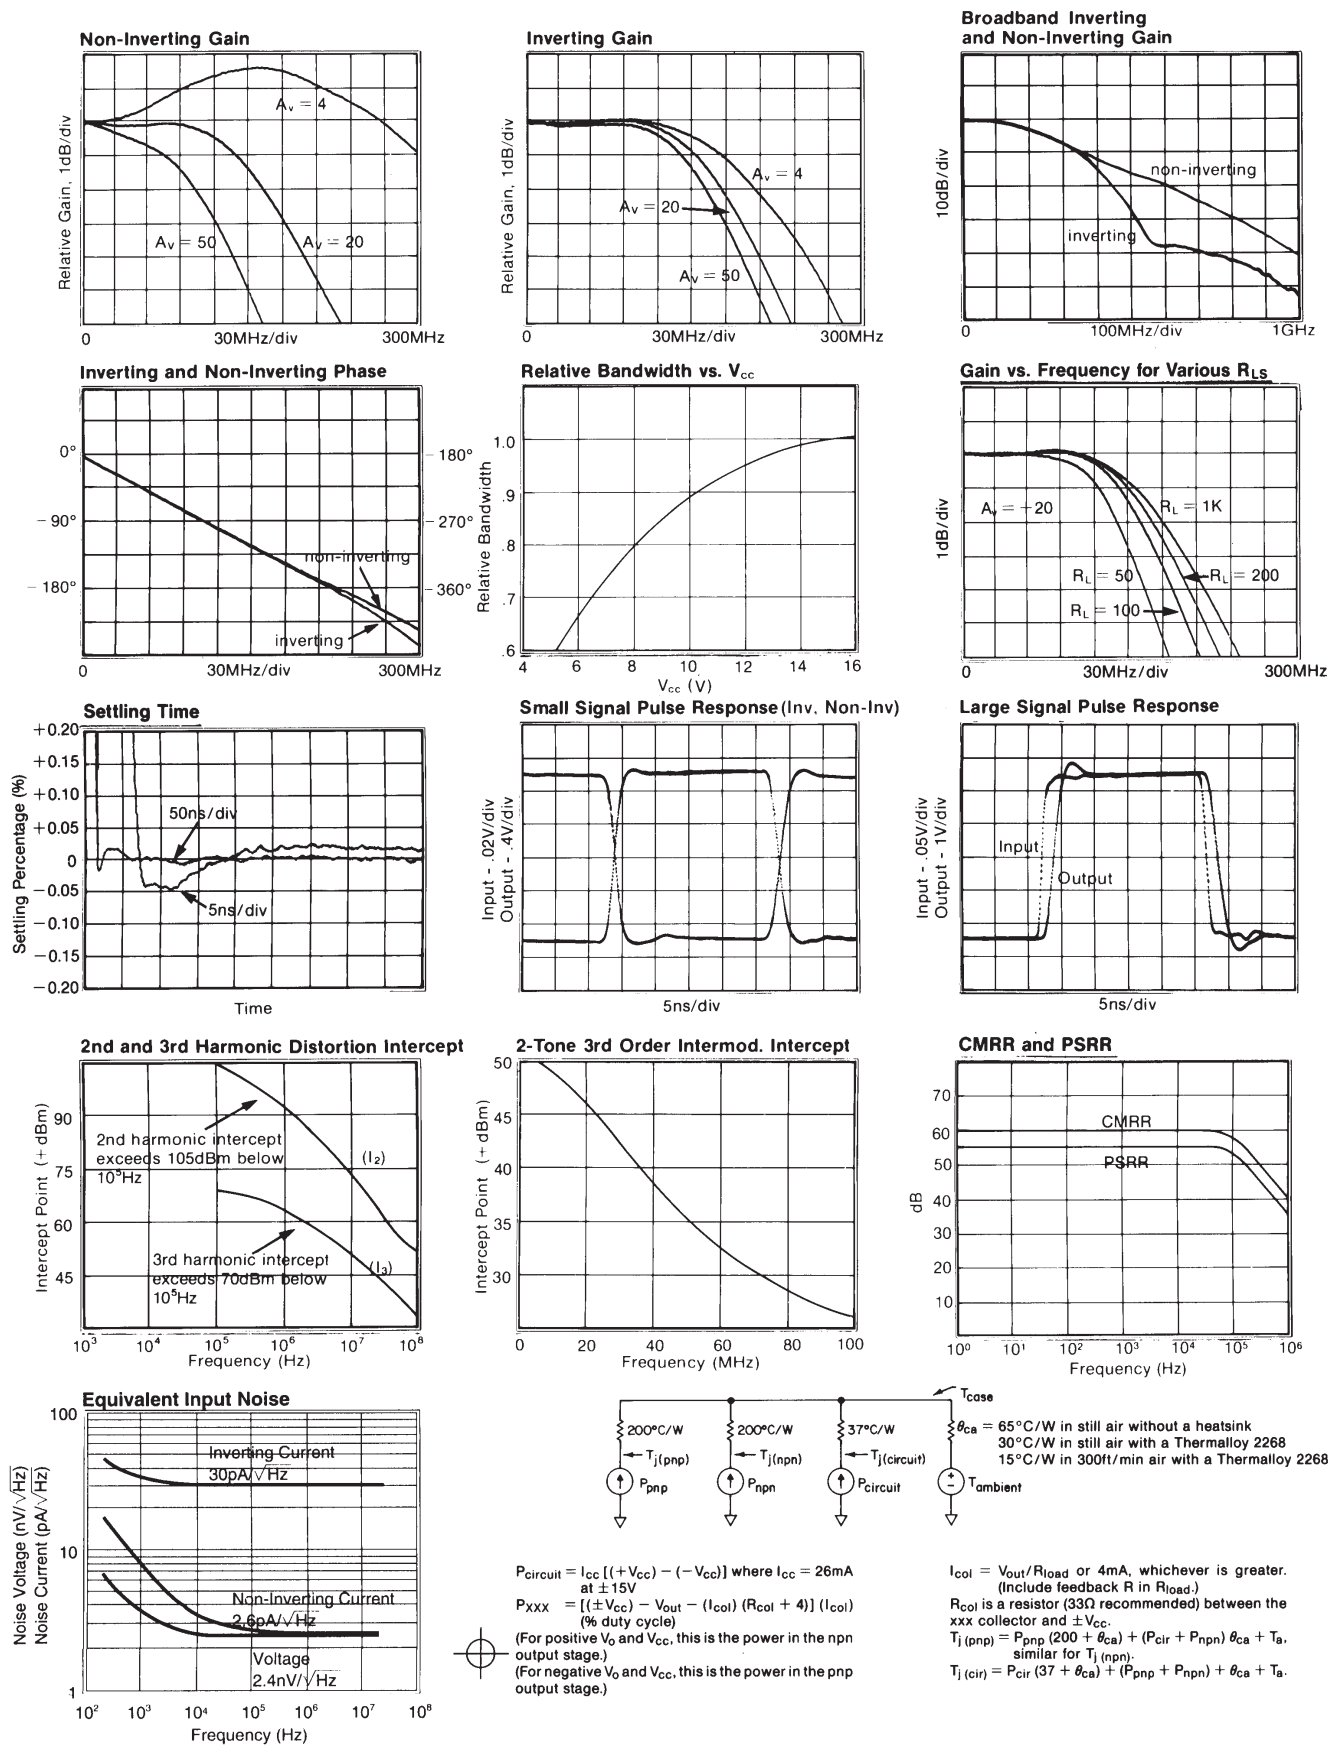 Non-Inverting Gain
Relative Gain, 1dB/div
Av = 4
Av = 50
Av = 20
0
30MHz/div
300MHz
Inverting Gain
Relative Gain, 1dB/div
Av = 4
Av = 20
Av = 50
0
30MHz/div
300MHz
Broadband Inverting
and Non-Inverting Gain
10dB/div
non-inverting
inverting
0
100MHz/div
1GHz
Inverting and Non-Inverting Phase
0°
−90°
−180°
−180°
−270°
−360°
non-inverting
inverting
0
30MHz/div
300MHz
Relative Bandwidth vs. Vcc
Relative Bandwidth
1.0
.9
.8
.7
.6
4 6 8 10 12 14 16
Vcc (V)
Gain vs. Frequency for Various RLS
1dB/div
Av = +20
RL = 1K
RL = 50
RL = 200
RL = 100
0
30MHz/div
300MHz
Settling Time
Settling Percentage (%)
+0.20
+0.15
+0.10
+0.05
0
−0.05
−0.10
−0.15
−0.20
50ns/div
5ns/div
Time
Small Signal Pulse Response (Inv. Non-Inv)
Input - .02V/div
Output - .4V/div
5ns/div
Large Signal Pulse Response
Input - .05V/div
Output - 1V/div
Input
Output
5ns/div
2nd and 3rd Harmonic Distortion Intercept
Intercept Point (+ dBm)
90
75
60
45
2nd harmonic intercept
exceeds 105dBm below
10⁵Hz
(I2)
3rd harmonic intercept
exceeds 70dBm below
10⁵Hz
(I3)
10³ 10⁴ 10⁵ 10⁶ 10⁷ 10⁸
Frequency (Hz)
2-Tone 3rd Order Intermod. Intercept
Intercept Point (+ dBm)
50
45
40
35
30
0 20 40 60 80 100
Frequency (MHz)
CMRR and PSRR
dB
70
60
50
40
30
20
10
CMRR
PSRR
10⁰ 10¹ 10² 10³ 10⁴ 10⁵ 10⁶
Frequency (Hz)
Equivalent Input Noise
Noise Voltage (nV/√Hz)
Noise Current (pA/√Hz)
100
10
1
Inverting Current
30pA/√Hz
Non-Inverting Current
2.6pA/√Hz
Voltage
2.4nV/√Hz
10² 10³ 10⁴ 10⁵ 10⁶ 10⁷ 10⁸
Frequency (Hz)
Tcase
200°C/W
200°C/W
37°C/W
θca = 65°C/W in still air without a heatsink
30°C/W in still air with a Thermalloy 2268
15°C/W in 300ft/min air with a Thermalloy 2268
Tj(pnp)
Tj(npn)
Tj(circuit)
Ppnp
Pnpn
Pcircuit
Tambient
Pcircuit = Icc [(+Vcc) − (−Vcc)] where Icc = 26mA
at ±15V
Pxxx = [(±Vcc) − Vout − (Icol) (Rcol + 4)] (Icol)
(% duty cycle)
(For positive Vo and Vcc, this is the power in the npn
output stage.)
(For negative Vo and Vcc, this is the power in the pnp
output stage.)
Icol = Vout/Rload or 4mA, whichever is greater.
(Include feedback R in Rload.)
Rcol is a resistor (33Ω recommended) between the
xxx collector and ±Vcc.
Tj (pnp) = Ppnp (200 + θca) + (Pcir + Pnpn) θca + Ta,
similar for Tj (npn).
Tj (cir) = Pcir (37 + θca) + (Ppnp + Pnpn) + θca + Ta.